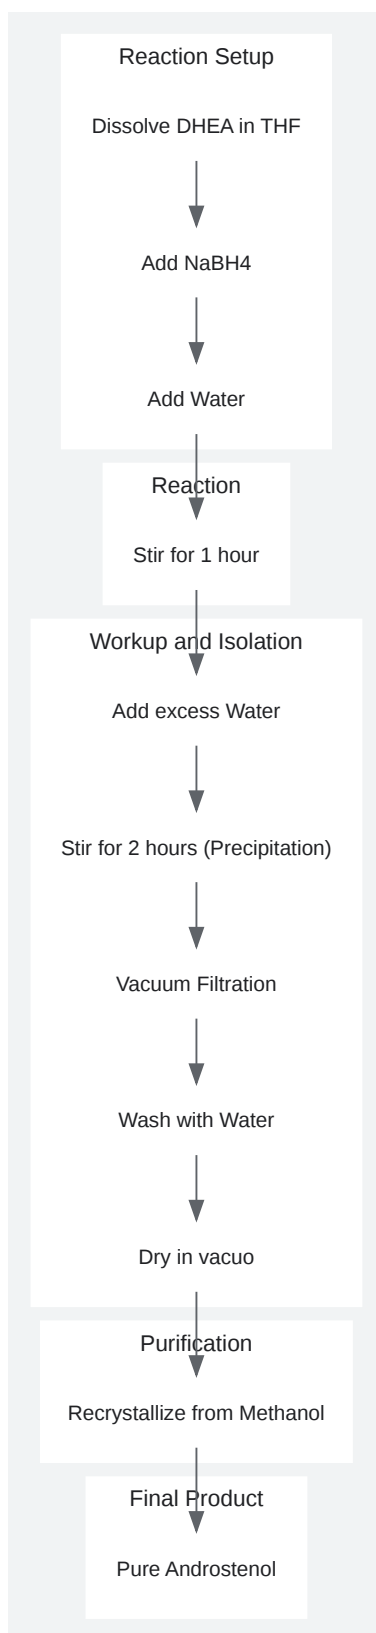 Reaction Setup
Dissolve DHEA in THF
Add NaBH4
Add Water
Reaction
Stir for 1 hour
Workup and Isolation
Add excess Water
Stir for 2 hours (Precipitation)
Vacuum Filtration
Wash with Water
Dry in vacuo
Purification
Recrystallize from Methanol
Final Product
Pure Androstenol